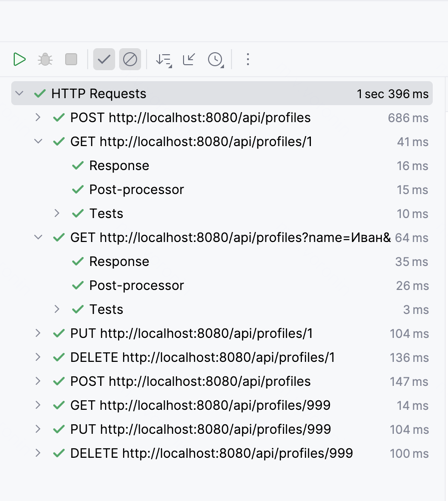 HTTP Requests 1 sec 396 ms
POST http://localhost:8080/api/profiles 686 ms
GET http://localhost:8080/api/profiles/1 41 ms
Response 16 ms
Post-processor 15 ms
Tests 10 ms
GET http://localhost:8080/api/profiles?name=Иван& 64 ms
Response 35 ms
Post-processor 26 ms
Tests 3 ms
PUT http://localhost:8080/api/profiles/1 104 ms
DELETE http://localhost:8080/api/profiles/1 136 ms
POST http://localhost:8080/api/profiles 147 ms
GET http://localhost:8080/api/profiles/999 14 ms
PUT http://localhost:8080/api/profiles/999 104 ms
DELETE http://localhost:8080/api/profiles/999 100 ms